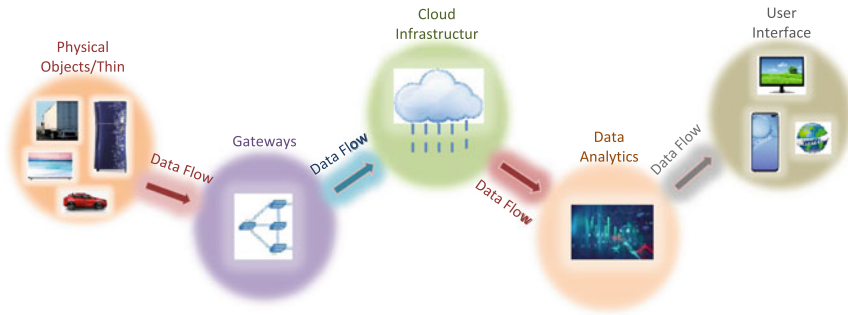 Physical
Objects/Thin
Data Flow
Gateways
Data Flow
Cloud
Infrastructur
Data Flow
Data
Analytics
Data Flow
User
Interface